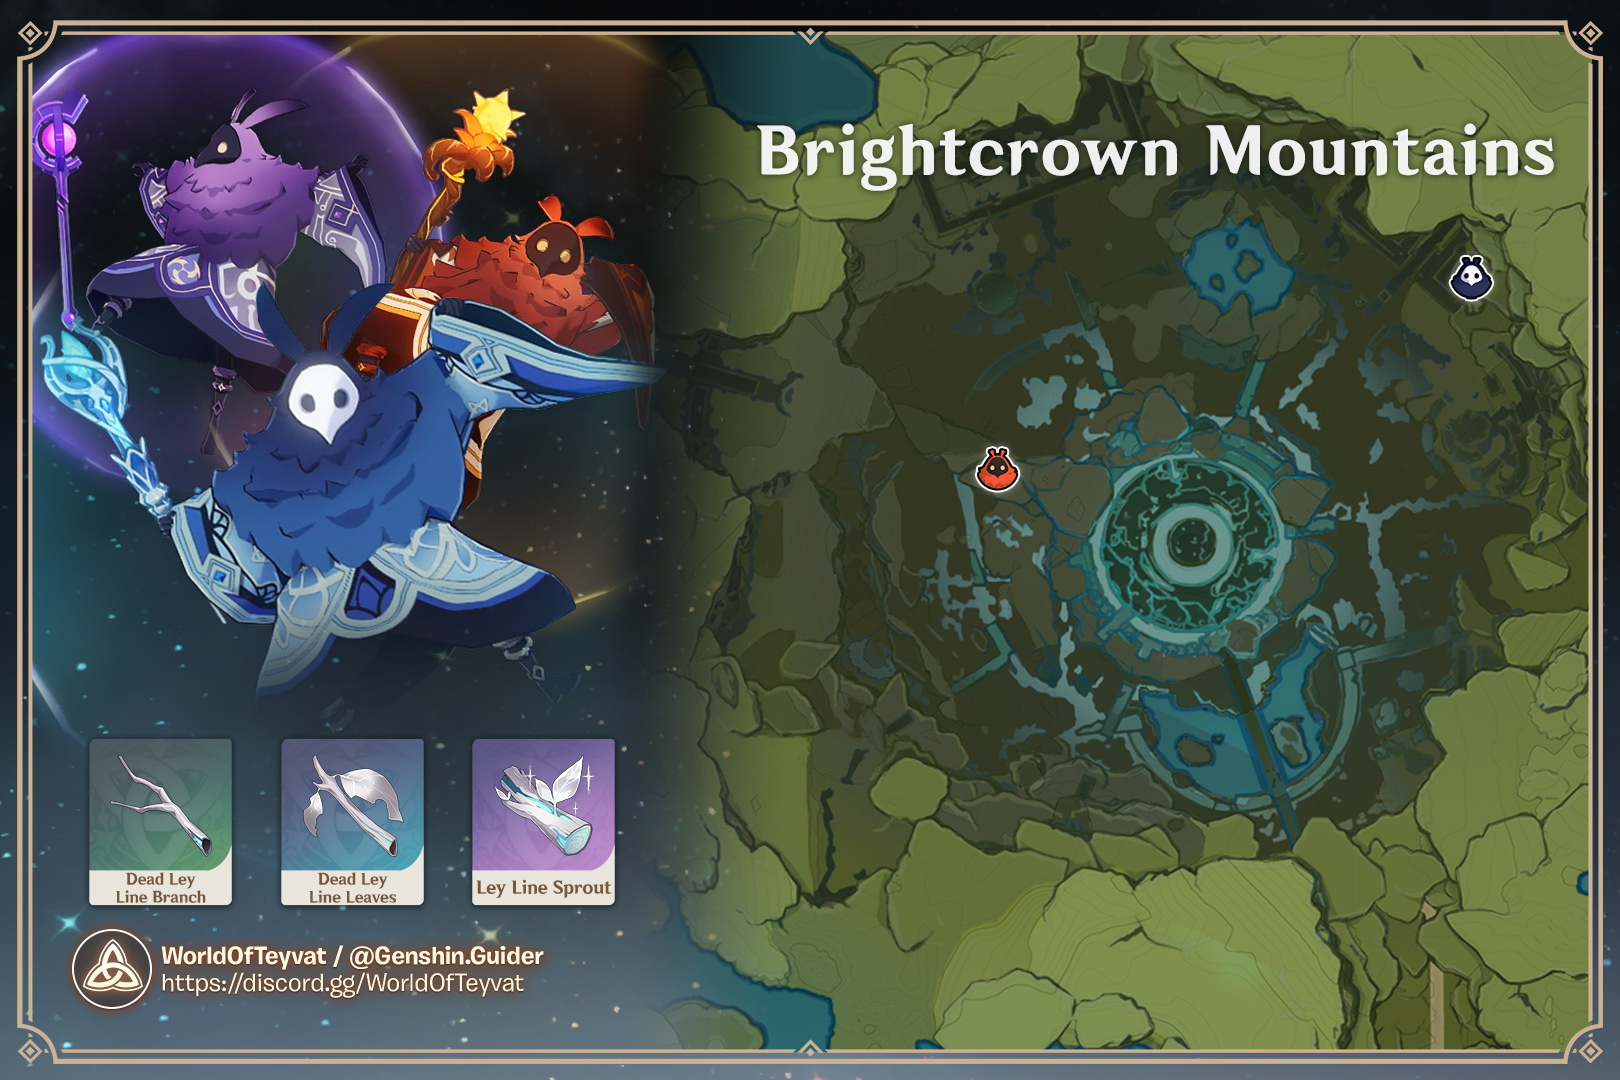 Brightcrown Mountains
Dead Ley
Line Branch
Dead Ley
Line Leaves
Ley Line Sprout
WorldOfTeyvat / @Genshin.Guider
https://discord.gg/WorldOfTeyvat